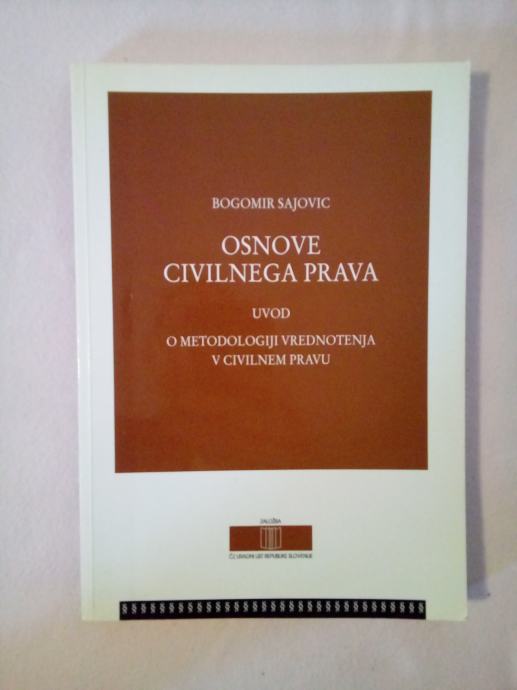 BOGOMIR SAJOVIC
OSNOVE
CIVILNEGA PRAVA
UVOD
O METODOLOGIJI VREDNOTENJA
V CIVILNEM PRAVU
ZALOŽBA
ČZ URADNI LIST REPUBLIKE SLOVENIJE
§ § § § § § § § § § § § § § § § § § § § § § § § § § § § § §